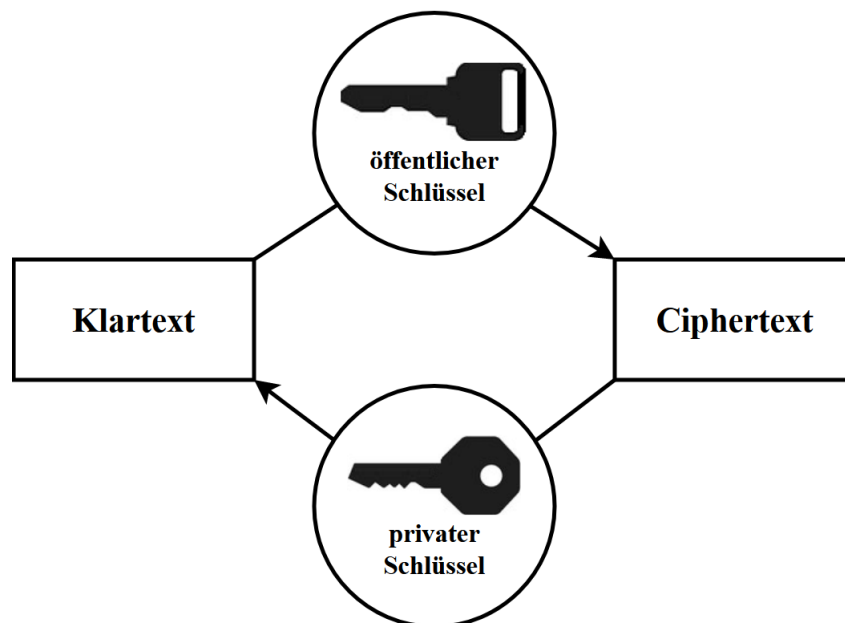 öffentlicher
Schlüssel
Klartext
Ciphertext
privater
Schlüssel